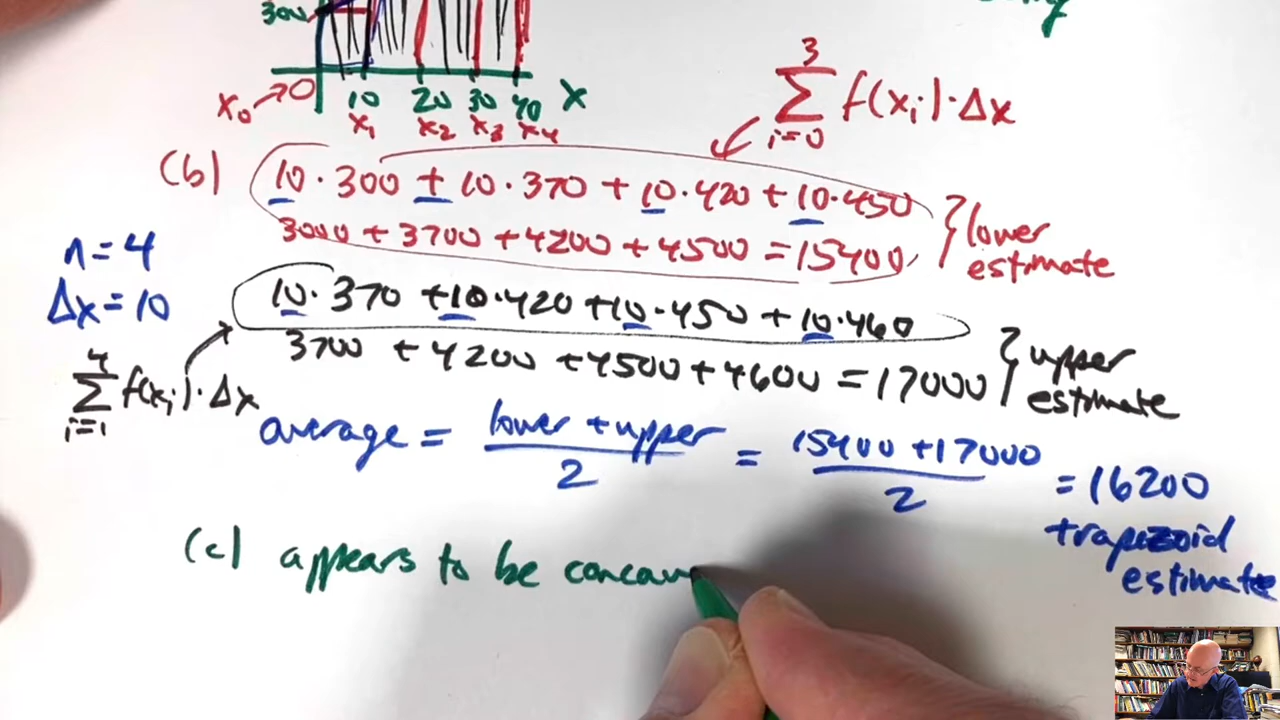 300
3
Σ f(xᵢ)·Δx
i=0
x₀ → 0 10 20 30 40 x
x₁ x₂ x₃ x₄
(b) 10·300 + 10·370 + 10·420 + 10·450
3000 + 3700 + 4200 + 4500 = 15400
} lower
estimate
n=4
Δx=10
10·370 + 10·420 + 10·450 + 10·460
3700 + 4200 + 4500 + 4600 = 17000
} upper
estimate
4
Σ f(xᵢ)·Δx
i=1
average = lower + upper / 2 = 15400 + 17000 / 2 = 16200
trapezoid
estimate
(c) appears to be concav